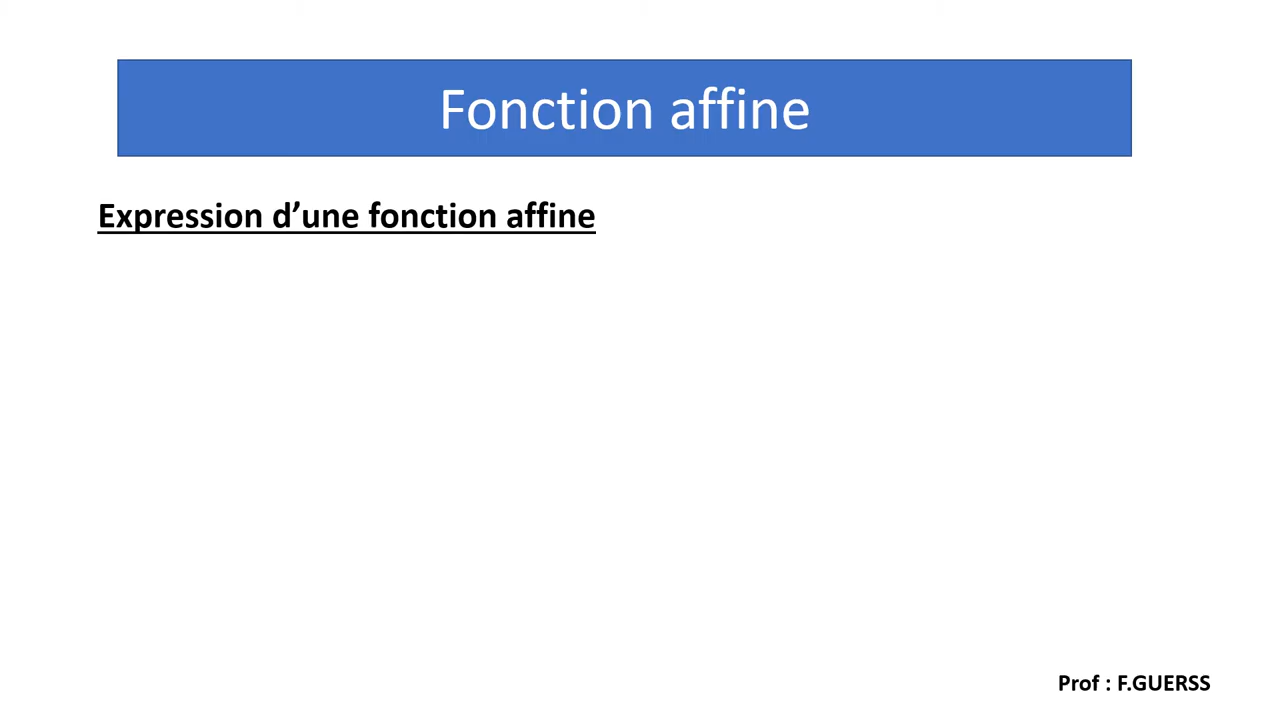 Fonction affine
Expression d’une fonction affine
Prof : F.GUERSS